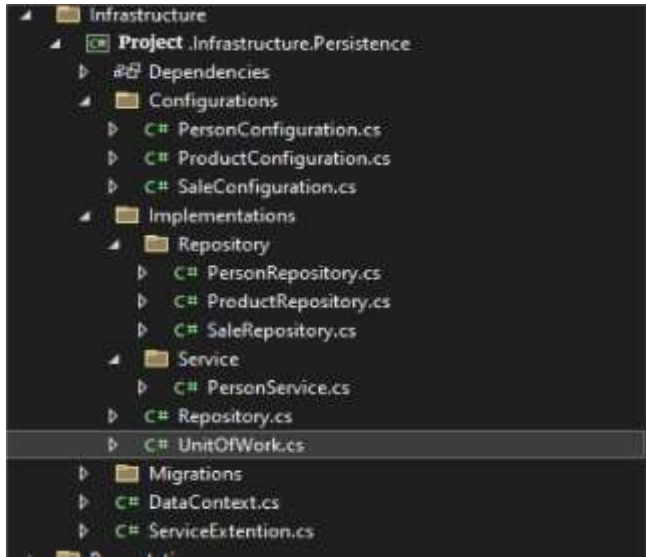 Infrastructure
C# Project .Infrastructure.Persistence
Dependencies
Configurations
C# PersonConfiguration.cs
C# ProductConfiguration.cs
C# SaleConfiguration.cs
Implementations
Repository
C# PersonRepository.cs
C# ProductRepository.cs
C# SaleRepository.cs
Service
C# PersonService.cs
C# Repository.cs
C# UnitOfWork.cs
Migrations
C# DataContext.cs
C# ServiceExtention.cs